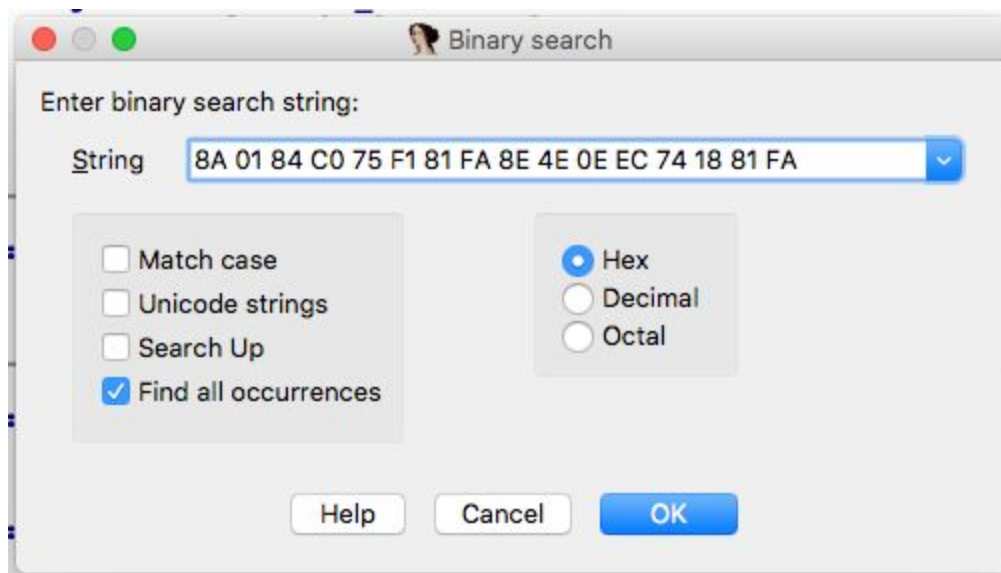 Binary search
Enter binary search string:
String 8A 01 84 C0 75 F1 81 FA 8E 4E 0E EC 74 18 81 FA
Match case
Unicode strings
Search Up
Find all occurrences
Hex
Decimal
Octal
Help Cancel OK